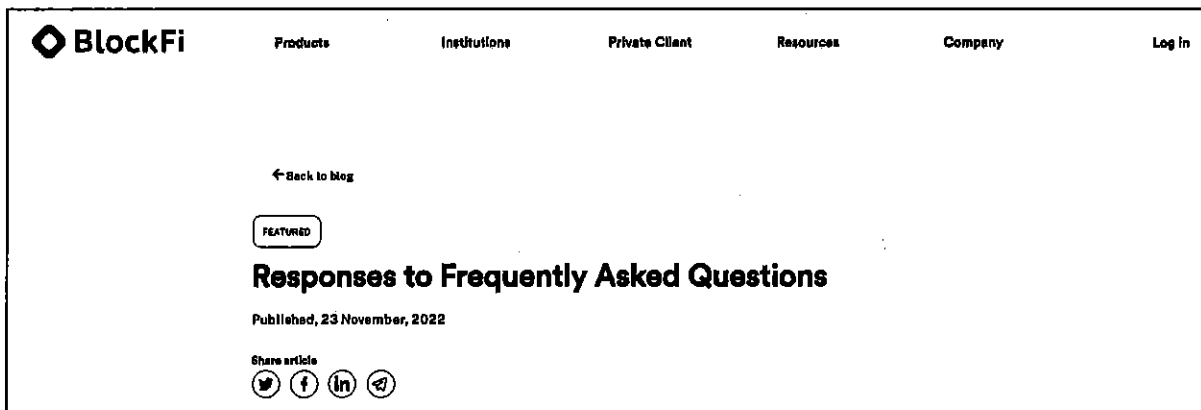 BlockFi Products Institutions Private Client Resources Company Log in
←Back to blog
FEATURED
Responses to Frequently Asked Questions
Published, 23 November, 2022
Share article